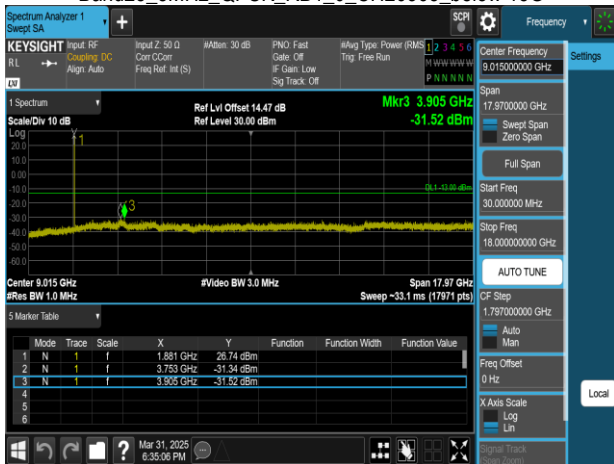 Spectrum Analyzer 1
Swept SA
+
SCPI
Frequency
Settings
KEYSIGHT
RL
LXI
Input: RF
Coupling: DC
Align: Auto
Input Z: 50 Ω
Corr CCorr
Freq Ref: Int (S)
#Atten: 30 dB
PNO: Fast
Gate: Off
IF Gain: Low
Sig Track: Off
#Avg Type: Power (RMS
Trig: Free Run
1 2 3 4 5 6
M W W W W W
P N N N N N
1 Spectrum
Scale/Div 10 dB
Log
Ref Lvl Offset 14.47 dB
Ref Level 30.00 dBm
Mkr3 3.905 GHz
-31.52 dBm
20.0
10.0
0.00
-10.0
-20.0
-30.0
-40.0
-50.0
-60.0
1
3
DL1 -13.00 dBm
Center 9.015 GHz
#Res BW 1.0 MHz
#Video BW 3.0 MHz
Span 17.97 GHz
Sweep ~33.1 ms (17971 pts)
5 Marker Table
Mode Trace Scale X Y Function Function Width Function Value
1 N 1 f 1.881 GHz 26.74 dBm
2 N 1 f 3.753 GHz -31.34 dBm
3 N 1 f 3.905 GHz -31.52 dBm
4
5
6
Mar 31, 2025
6:35:06 PM
Center Frequency
9.015000000 GHz
Span
17.9700000 GHz
Swept Span
Zero Span
Full Span
Start Freq
30.000000 MHz
Stop Freq
18.000000000 GHz
AUTO TUNE
CF Step
1.797000000 GHz
Auto
Man
Freq Offset
0 Hz
X Axis Scale
Log
Lin
Signal Track
(Span Zoom)
Local